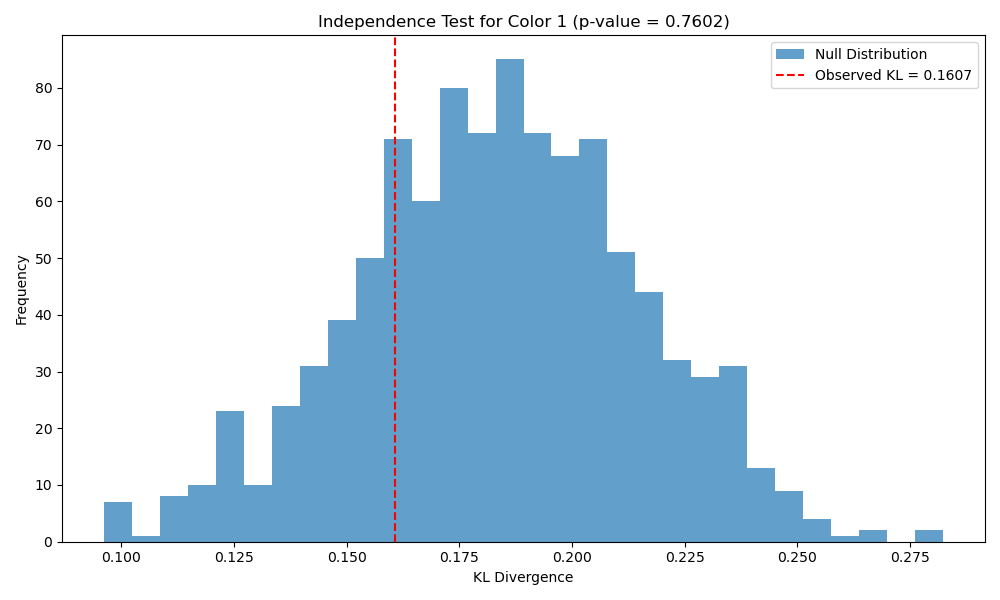 Independence Test for Color 1 (p-value = 0.7602)
Null Distribution
Observed KL = 0.1607
Frequency
80
70
60
50
40
30
20
10
0
0.100 0.125 0.150 0.175 0.200 0.225 0.250 0.275
KL Divergence